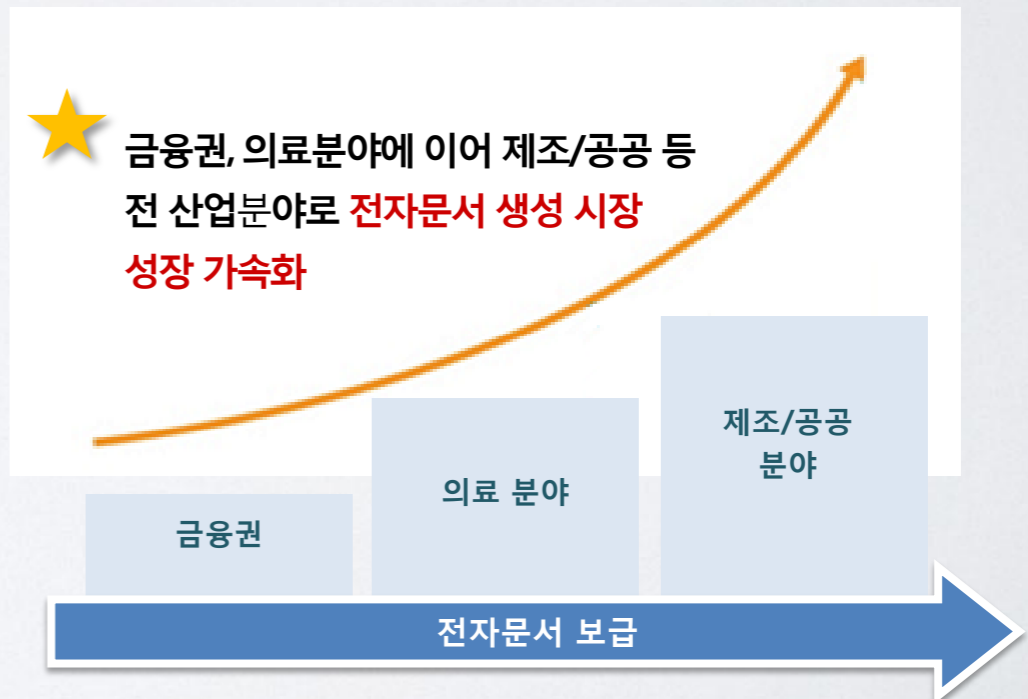 금융권, 의료분야에 이어 제조/공공 등
전 산업분야로 전자문서 생성 시장
성장 가속화
제조/공공
분야
의료 분야
금융권
전자문서 보급